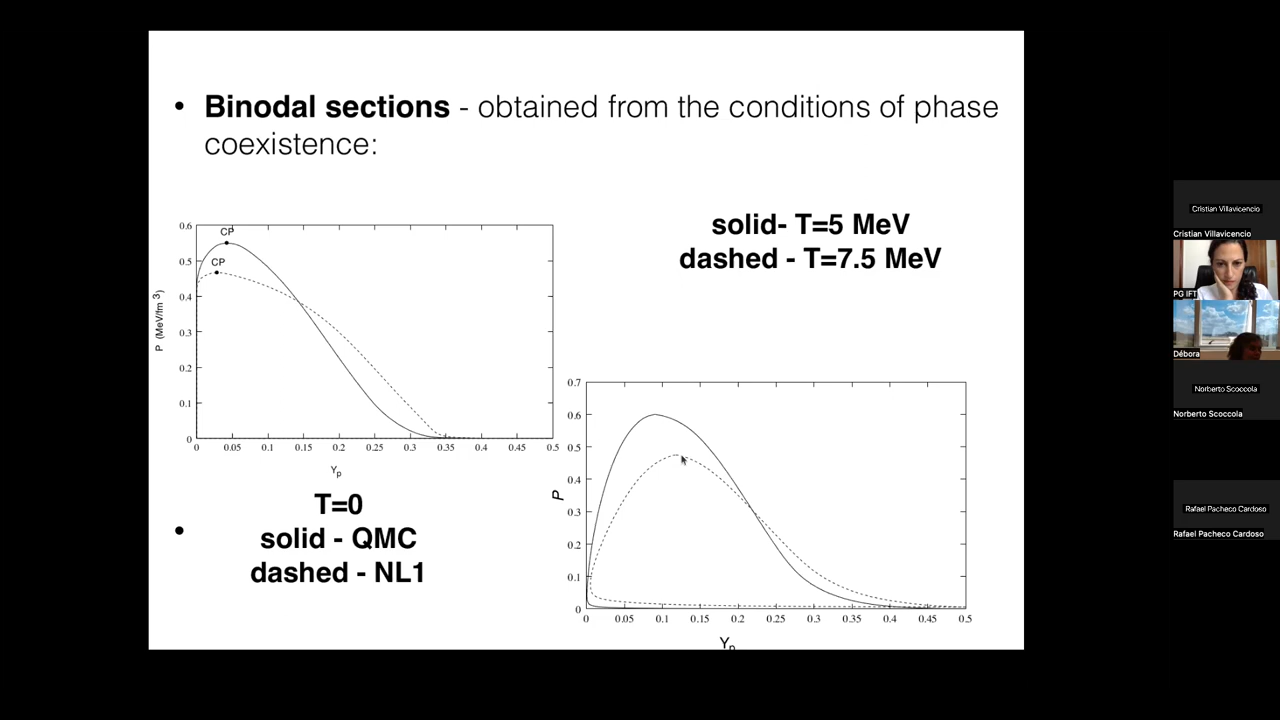 • Binodal sections - obtained from the conditions of phase
coexistence:
solid- T=5 MeV
dashed - T=7.5 MeV
0.6
0.5
0.4
0.3
0.2
0.1
0
CP
CP
P (MeV/fm³)
0 0.05 0.1 0.15 0.2 0.25 0.3 0.35 0.4 0.45 0.5
Yp
• T=0
solid - QMC
dashed - NL1
0.7
0.6
0.5
0.4
0.3
0.2
0.1
0
P
0 0.05 0.1 0.15 0.2 0.25 0.3 0.35 0.4 0.45 0.5
Yp
Cristian Villavicencio
Cristian Villavicencio
PG IFT
Débora
Norberto Scoccola
Norberto Scoccola
Rafael Pacheco Cardoso
Rafael Pacheco Cardoso